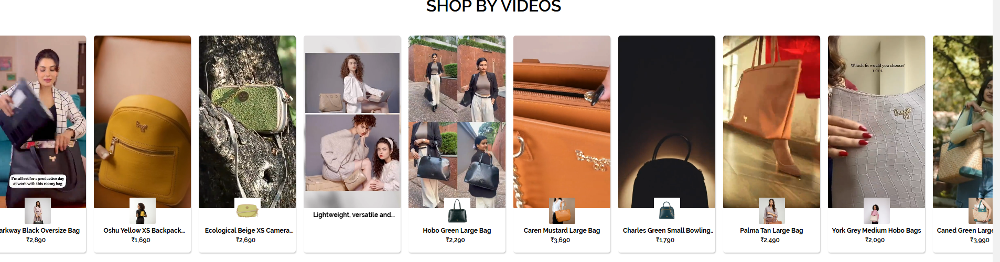 SHOP BY VIDEOS
I'm all set for a productive day
at work with this roomy bag
arkway Black Oversize Bag
₹2,890
Oshu Yellow XS Backpack...
₹1,690
Ecological Beige XS Camera...
₹2,690
Lightweight, versatile and...
Hobo Green Large Bag
₹2,290
Caren Mustard Large Bag
₹3,690
Charles Green Small Bowling..
₹1,790
Palma Tan Large Bag
₹2,490
Which fit would you choose?
1 or 2
York Grey Medium Hobo Bags
₹2,090
Caned Green Large
₹3,990